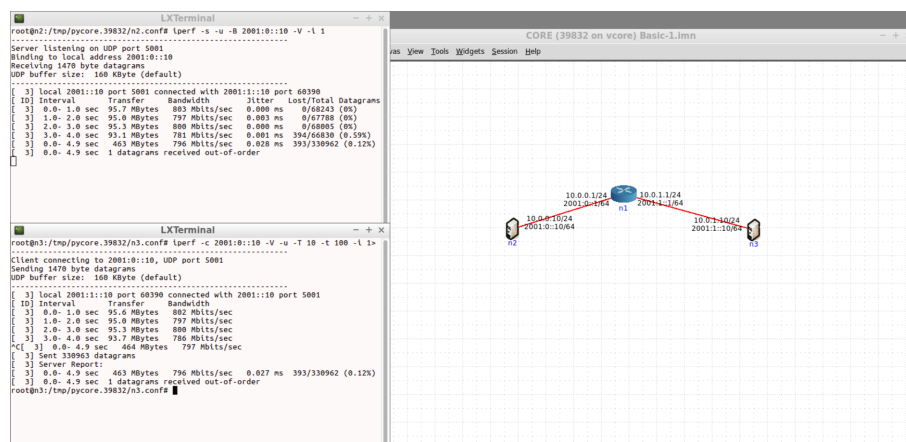 LXTerminal
root@n2:/tmp/pycore.39832/n2.conf# iperf -s -u -B 2001:0::10 -V -i 1
------------------------------------------------------------
Server listening on UDP port 5001
Binding to local address 2001:0::10
Receiving 1470 byte datagrams
UDP buffer size:  160 KByte (default)
------------------------------------------------------------
[  3] local 2001::10 port 5001 connected with 2001:1::10 port 60390
[ ID] Interval       Transfer     Bandwidth        Jitter   Lost/Total Datagrams
[  3]  0.0- 1.0 sec  95.7 MBytes   803 Mbits/sec   0.000 ms    0/68243 (0%)
[  3]  1.0- 2.0 sec  95.0 MBytes   797 Mbits/sec   0.003 ms    0/67788 (0%)
[  3]  2.0- 3.0 sec  95.3 MBytes   800 Mbits/sec   0.000 ms    0/68005 (0%)
[  3]  3.0- 4.0 sec  93.1 MBytes   781 Mbits/sec   0.001 ms  394/66830 (0.59%)
[  3]  0.0- 4.9 sec   463 MBytes   796 Mbits/sec   0.028 ms  393/330962 (0.12%)
[  3]  0.0- 4.9 sec  1 datagrams received out-of-order
LXTerminal
root@n3:/tmp/pycore.39832/n3.conf# iperf -c 2001:0::10 -V -u -T 10 -t 100 -i 1>
------------------------------------------------------------
Client connecting to 2001:0::10, UDP port 5001
Sending 1470 byte datagrams
UDP buffer size:  160 KByte (default)
------------------------------------------------------------
[  3] local 2001:1::10 port 60390 connected with 2001::10 port 5001
[ ID] Interval       Transfer     Bandwidth
[  3]  0.0- 1.0 sec  95.6 MBytes   802 Mbits/sec
[  3]  1.0- 2.0 sec  95.0 MBytes   797 Mbits/sec
[  3]  2.0- 3.0 sec  95.3 MBytes   800 Mbits/sec
[  3]  3.0- 4.0 sec  93.7 MBytes   786 Mbits/sec
^C[  3]  0.0- 4.9 sec   464 MBytes   797 Mbits/sec
[  3] Sent 330963 datagrams
[  3] Server Report:
[  3]  0.0- 4.9 sec   463 MBytes   796 Mbits/sec   0.027 ms  393/330962 (0.12%)
[  3]  0.0- 4.9 sec  1 datagrams received out-of-order
root@n3:/tmp/pycore.39832/n3.conf#
CORE (39832 on vcore) Basic-1.imn
vas View Tools Widgets Session Help
10.0.0.1/24
2001:0::1/64
10.0.1.1/24
2001:1::1/64
n1
10.0.0.10/24
2001:0::10/64
n2
10.0.1.10/24
2001:1::10/64
n3